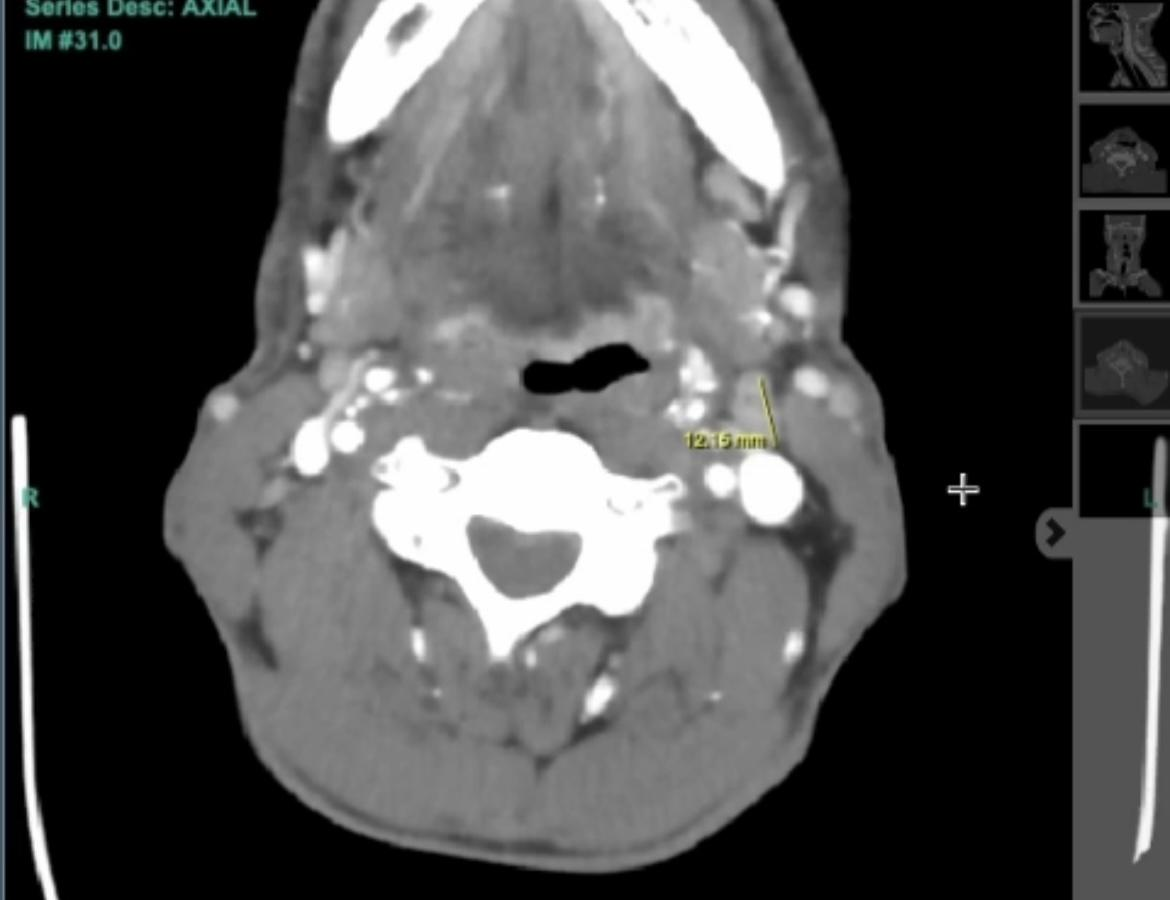 Series Desc: AXIAL
IM #31.0
12.15 mm
R
L